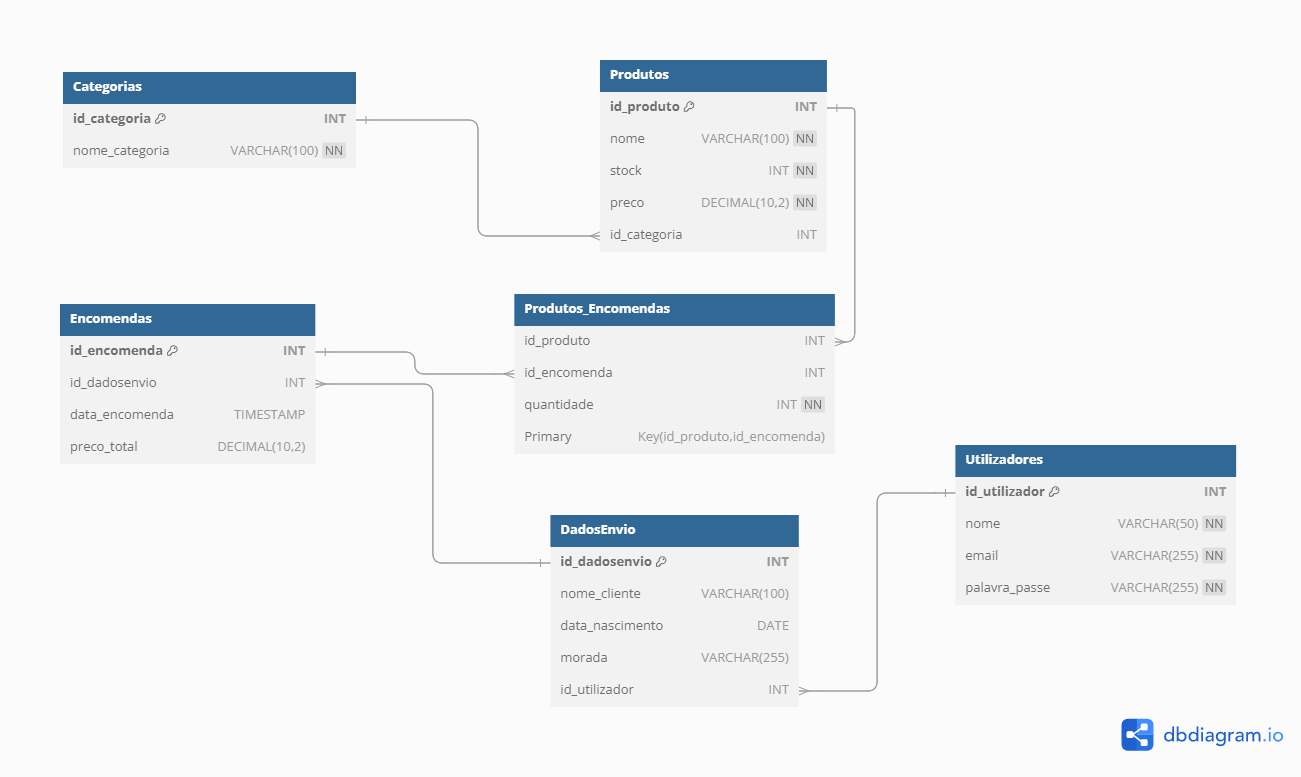 Categorias
id_categoria INT
nome_categoria VARCHAR(100) NN
Produtos
id_produto INT
nome VARCHAR(100) NN
stock INT NN
preco DECIMAL(10,2) NN
id_categoria INT
Encomendas
id_encomenda INT
id_dadosenvio INT
data_encomenda TIMESTAMP
preco_total DECIMAL(10,2)
Produtos_Encomendas
id_produto INT
id_encomenda INT
quantidade INT NN
Primary Key(id_produto,id_encomenda)
DadosEnvio
id_dadosenvio INT
nome_cliente VARCHAR(100)
data_nascimento DATE
morada VARCHAR(255)
id_utilizador INT
Utilizadores
id_utilizador INT
nome VARCHAR(50) NN
email VARCHAR(255) NN
palavra_passe VARCHAR(255) NN
dbdiagram.io